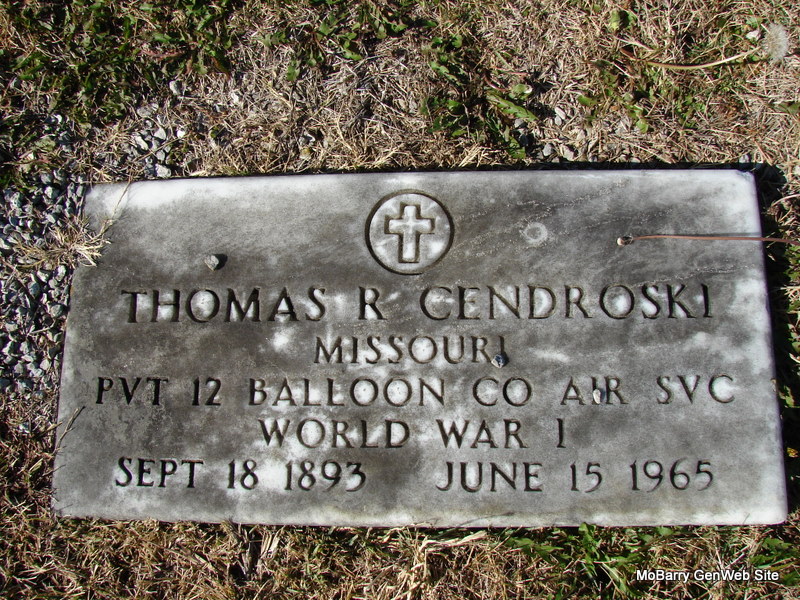 THOMAS R CENDROSKI
MISSOURI
PVT 12 BALLOON CO AIR SVC
WORLD WAR I
SEPT 18 1893 JUNE 15 1965
MoBarry GenWeb Site